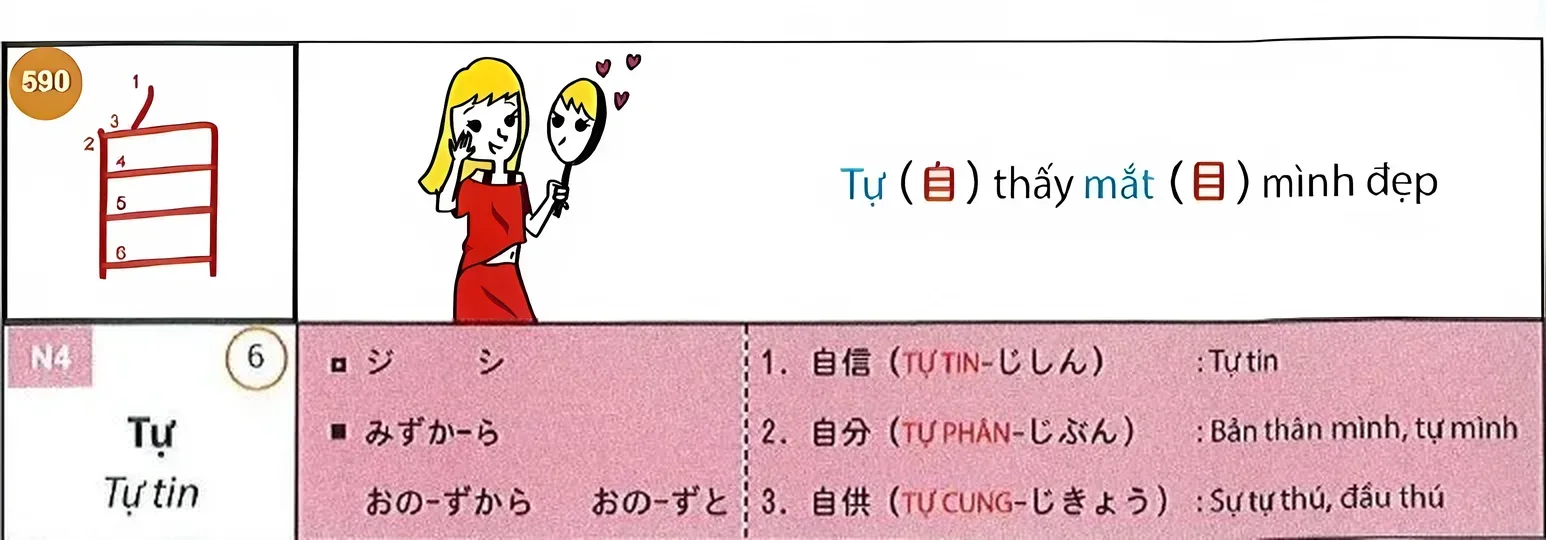 590
1
2
3
4
5
6
Tự (自) thấy mắt (目) mình đẹp
N4
6
Tự
Tự tin
ジ シ
みずか-ら
おの-ずから おの-ずと
1. 自信 (TỰ TIN-じしん) : Tự tin
2. 自分 (TỰ PHÂN-じぶん) : Bản thân mình, tự mình
3. 自供 (TỰ CUNG-じきょう) : Sự tự thú, đầu thú